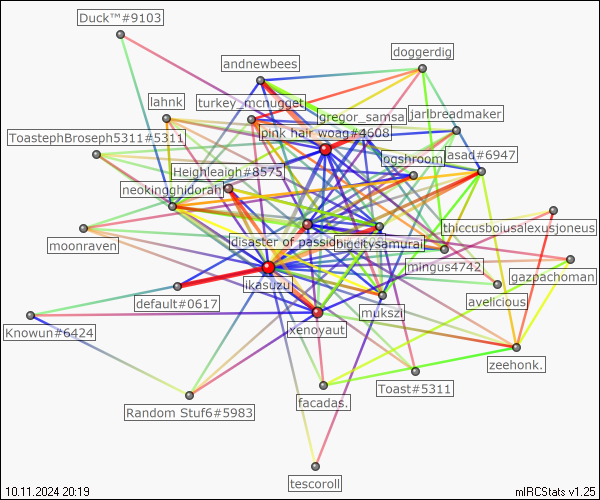 Duck™#9103
doggerdig
andnewbees
lahnk
turkey_mcnugget
gregor_samsa
jarlbreadmaker
ToastephBroseph5311#5311
pink hair woag#4608
logshroom
asad#6947
Heighleaigh#8575
neokingghidorah
thiccusboiusalexusjoneus
moonraven
disaster of passion
bigcitysamurai
mingus4742
gazpachoman
ikasuzu
default#0617
mukszi
avelicious
Knowun#6424
xenoyaut
zeehonk.
Random Stuf6#5983
facadas.
Toast#5311
tescoroll
10.11.2024 20:19
mIRCStats v1.25